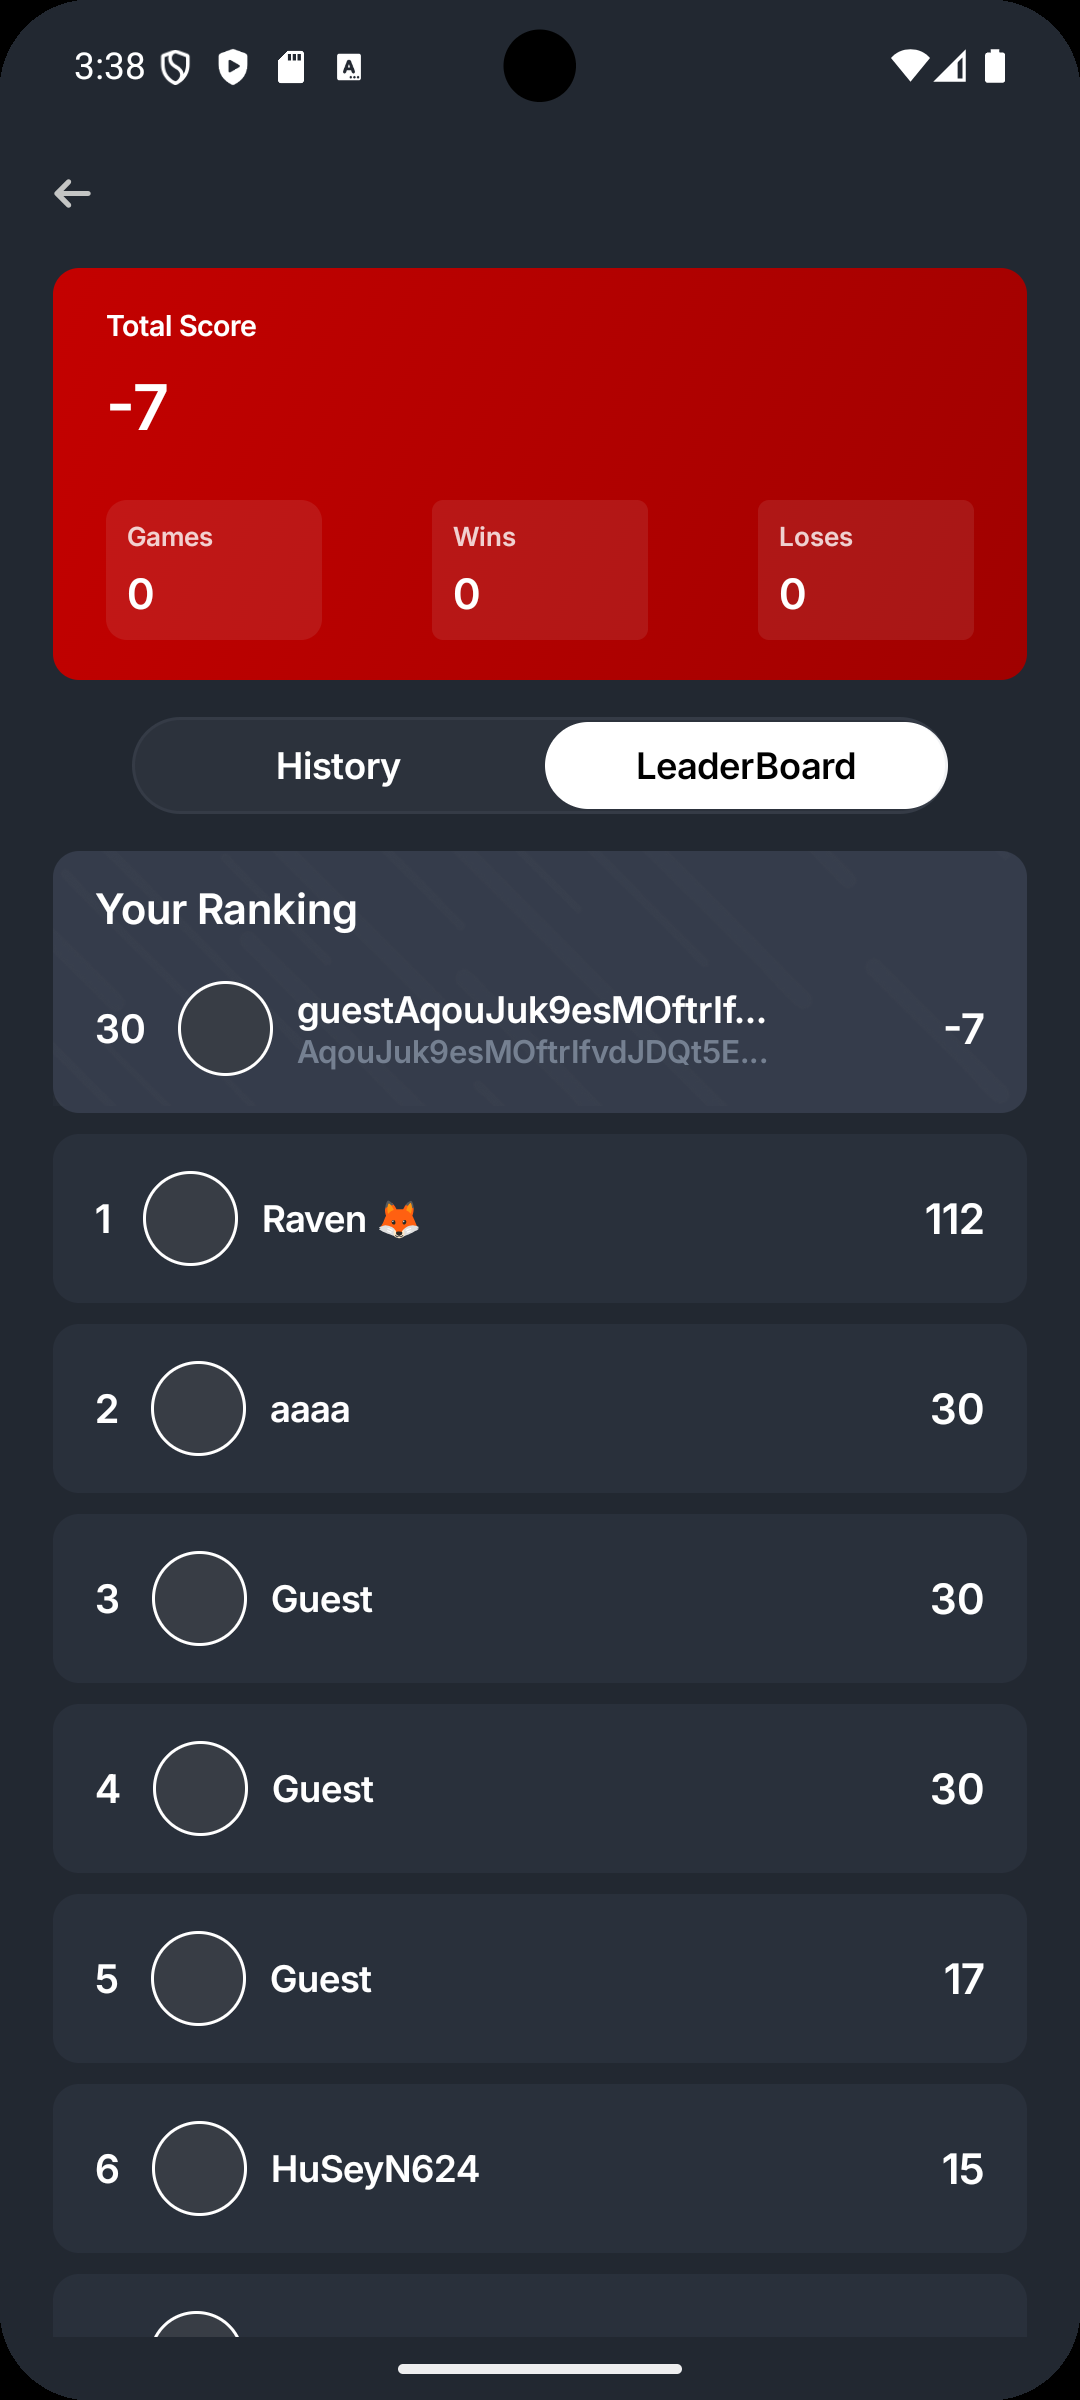 3:38
Total Score
-7
Games
Wins
Loses
0
0
0
History
LeaderBoard
Your Ranking
30
guestAqouJuk9esMOftrIf...
AqouJuk9esMOftrIfvdJDQt5E...
-7
1 Raven 🦊 112
2 aaaa 30
3 Guest 30
4 Guest 30
5 Guest 17
6 HuSeyN624 15